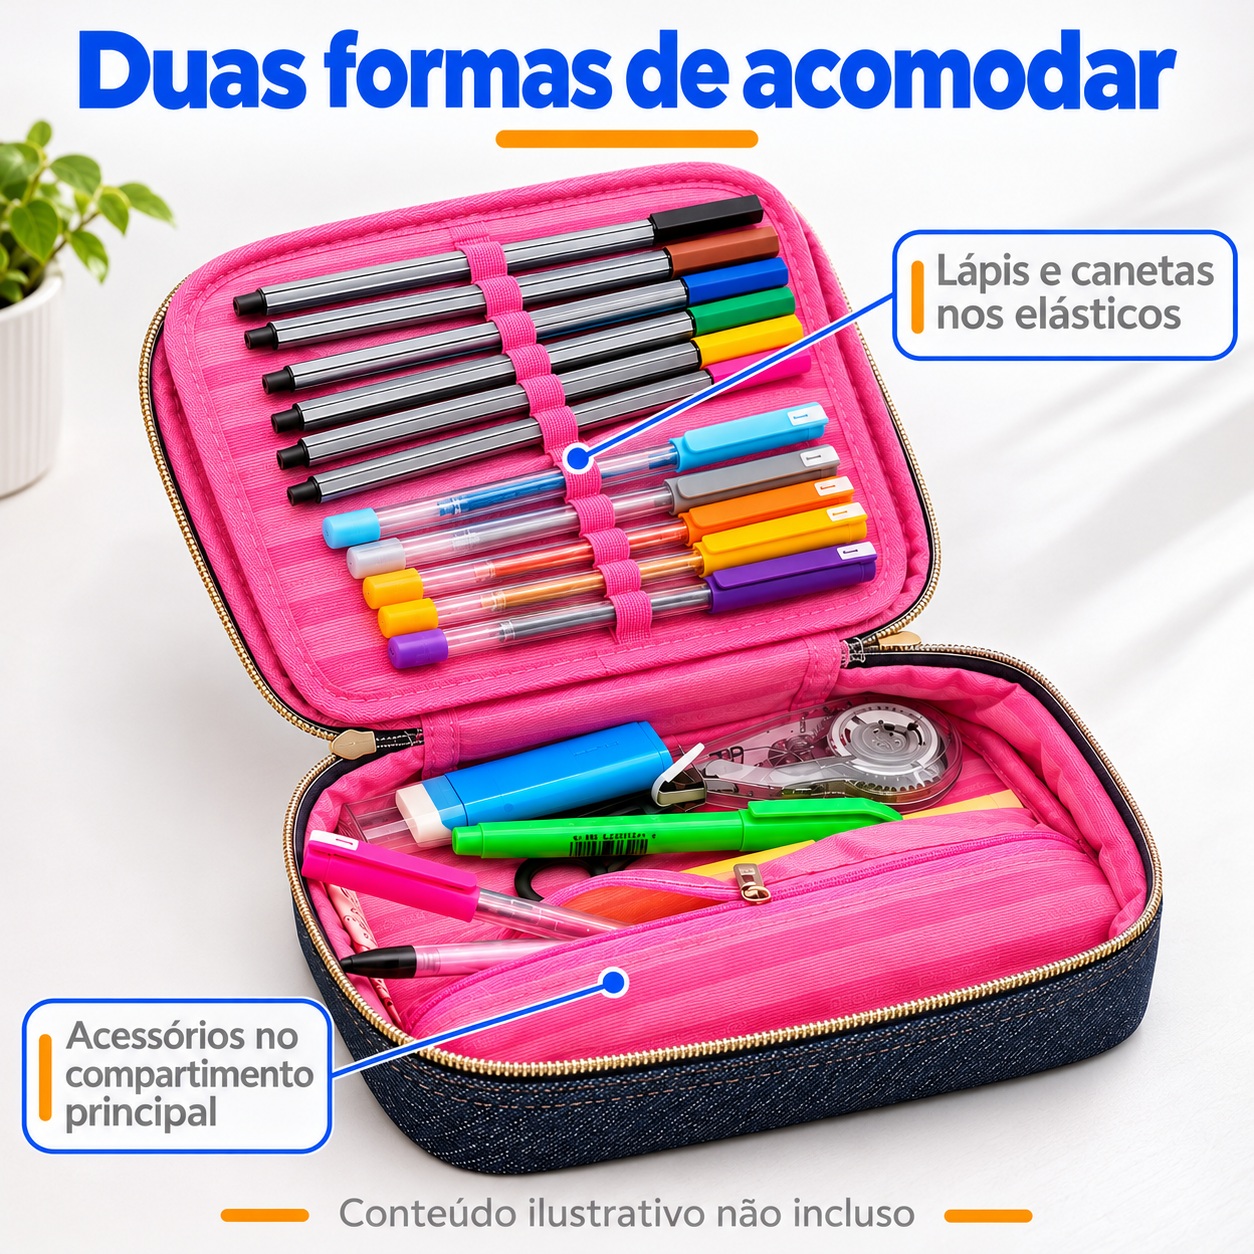 Duas formas de acomodar
Lápis e canetas
nos elásticos
Acessórios no
compartimento
principal
Conteúdo ilustrativo não incluso